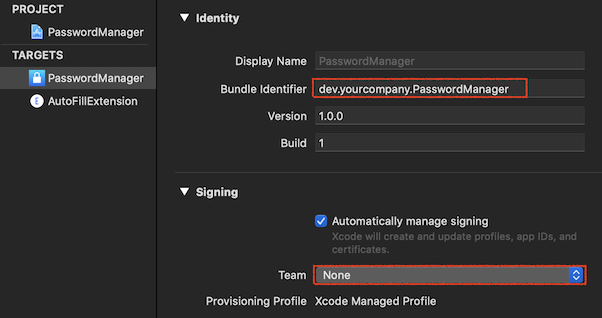 PROJECT
PasswordManager
TARGETS
PasswordManager
E AutoFillExtension
Identity
Display Name PasswordManager
Bundle Identifier dev.yourcompany.PasswordManager
Version 1.0.0
Build 1
Signing
Automatically manage signing
Xcode will create and update profiles, app IDs, and
certificates.
Team None
Provisioning Profile Xcode Managed Profile